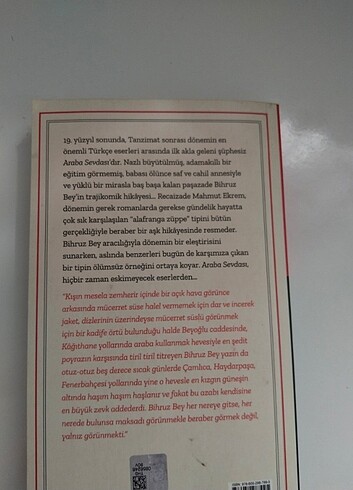 19. yüzyıl sonunda, Tanzimat sonrası dönemin en
önemli Türkçe eserleri arasında ilk akla geleni şüphesiz
Araba Sevdası'dır. Nazlı büyütülmüş, adamakıllı bir
eğitim görmemiş, babası ölünce saf ve cahil annesiyle
ve yüklü bir mirasla baş başa kalan paşazade Bihruz
Bey'in trajikomik hikâyesi... Recaizade Mahmut Ekrem,
dönemin gerek romanlarda gerekse gündelik hayatta
çok sık karşılaşılan "alafranga züppe" tipini bütün
gerçekliğiyle beraber bir aşk hikâyesinde resmeder.
Bihruz Bey aracılığıyla dönemin bir eleştirisini
sunarken, aslında benzerleri bugün de karşımıza çıkan
bir tipin ölümsüz örneğini ortaya koyar. Araba Sevdası,
hiçbir zaman eskimeyecek eserlerden...
"Kışın mesela zemherir içinde bir açık hava görünce
arkasında mücerret süse halel vermemek için dar ve incerek
jaket, dizlerinin üzerindeyse mücerret süslü görünmek
için bir kadife örtü bulunduğu halde Beyoğlu caddesinde,
Kâğıthane yollarında araba kullanmak hevesiyle en şedit
poyrazın karşısında tiril tiril titreyen Bihruz Bey yazın da
otuz-otuz beş derece sıcak günlerde Çamlıca, Haydarpaşa,
Fenerbahçesi yollarında yine o hevesle en kızgın güneşin
altında haşım haşım haşlanır ve fakat bu azabı kendisine
en büyük zevk addederdi. Bihruz Bey her nereye gitse, her
nerede bulunsa maksadı görünmekle beraber görmek değil,
yalnız görünmekti."